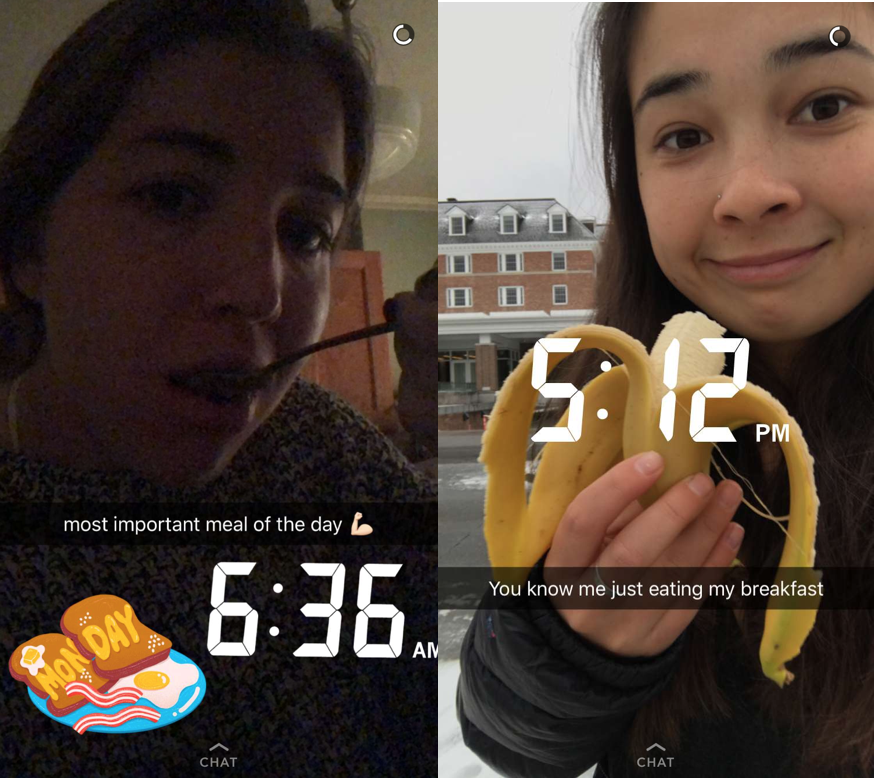 most important meal of the day 💪🏻
MONDAY
6:36 AM
CHAT
5:12 PM
You know me just eating my breakfast
CHAT